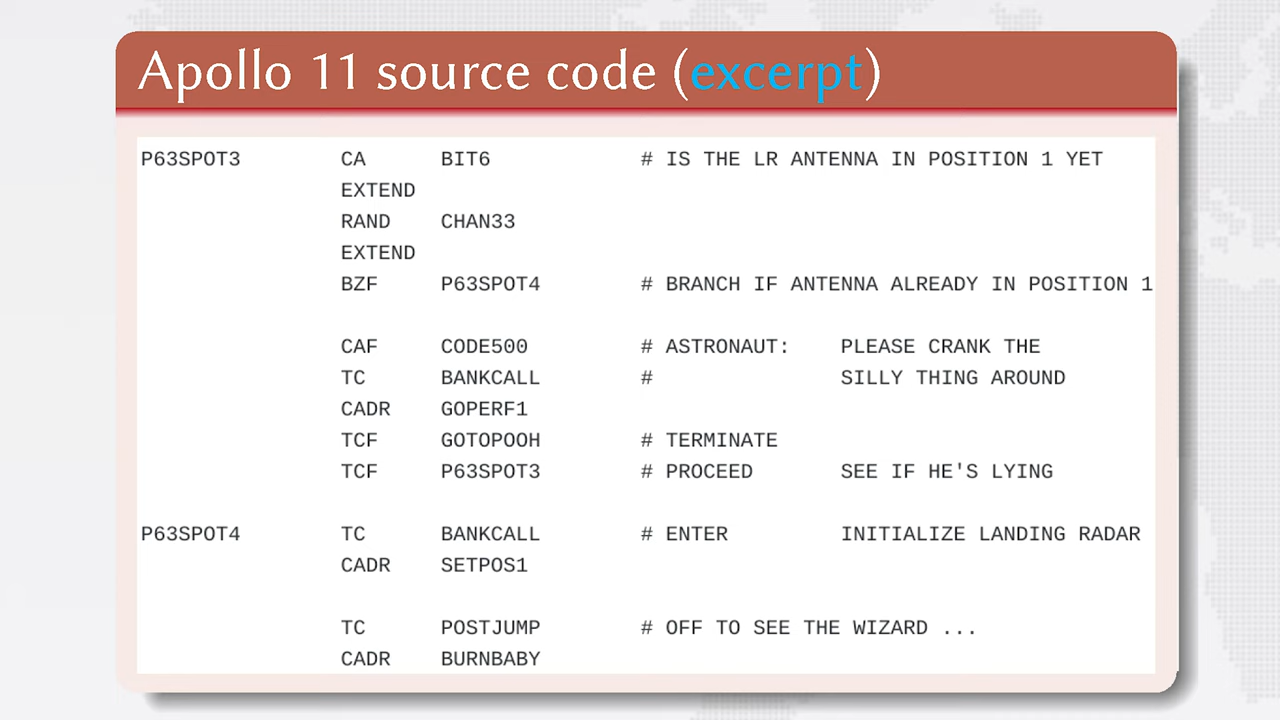 Apollo 11 source code (excerpt)
P63SPOT3 CA BIT6 # IS THE LR ANTENNA IN POSITION 1 YET
EXTEND
RAND CHAN33
EXTEND
BZF P63SPOT4 # BRANCH IF ANTENNA ALREADY IN POSITION 1
CAF CODE500 # ASTRONAUT: PLEASE CRANK THE
TC BANKCALL # SILLY THING AROUND
CADR GOPERF1
TCF GOTOPOOH # TERMINATE
TCF P63SPOT3 # PROCEED SEE IF HE'S LYING
P63SPOT4 TC BANKCALL # ENTER INITIALIZE LANDING RADAR
CADR SETPOS1
TC POSTJUMP # OFF TO SEE THE WIZARD ...
CADR BURNBABY